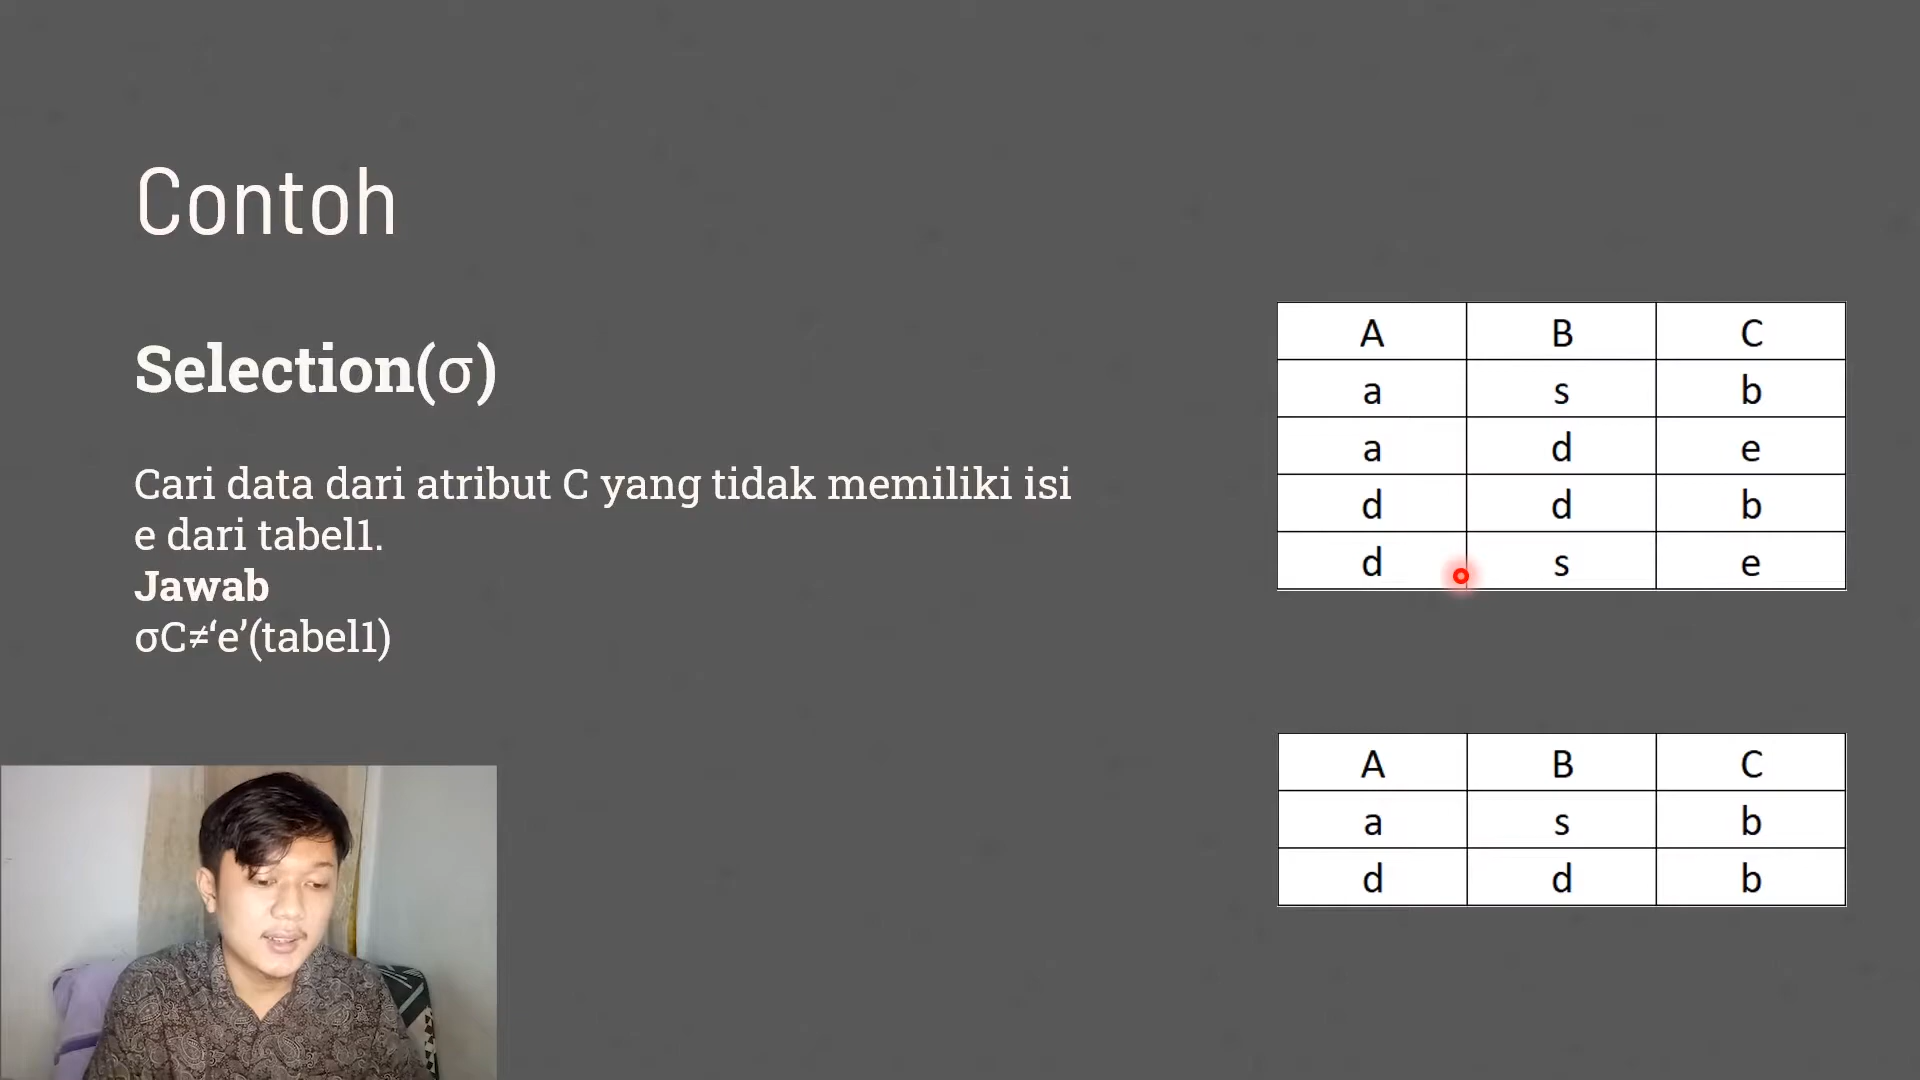 Contoh
Selection(σ)
Cari data dari atribut C yang tidak memiliki isi
e dari tabel1.
Jawab
σC≠‘e’(tabel1)
A B C
a s b
a d e
d d b
d s e
A B C
a s b
d d b